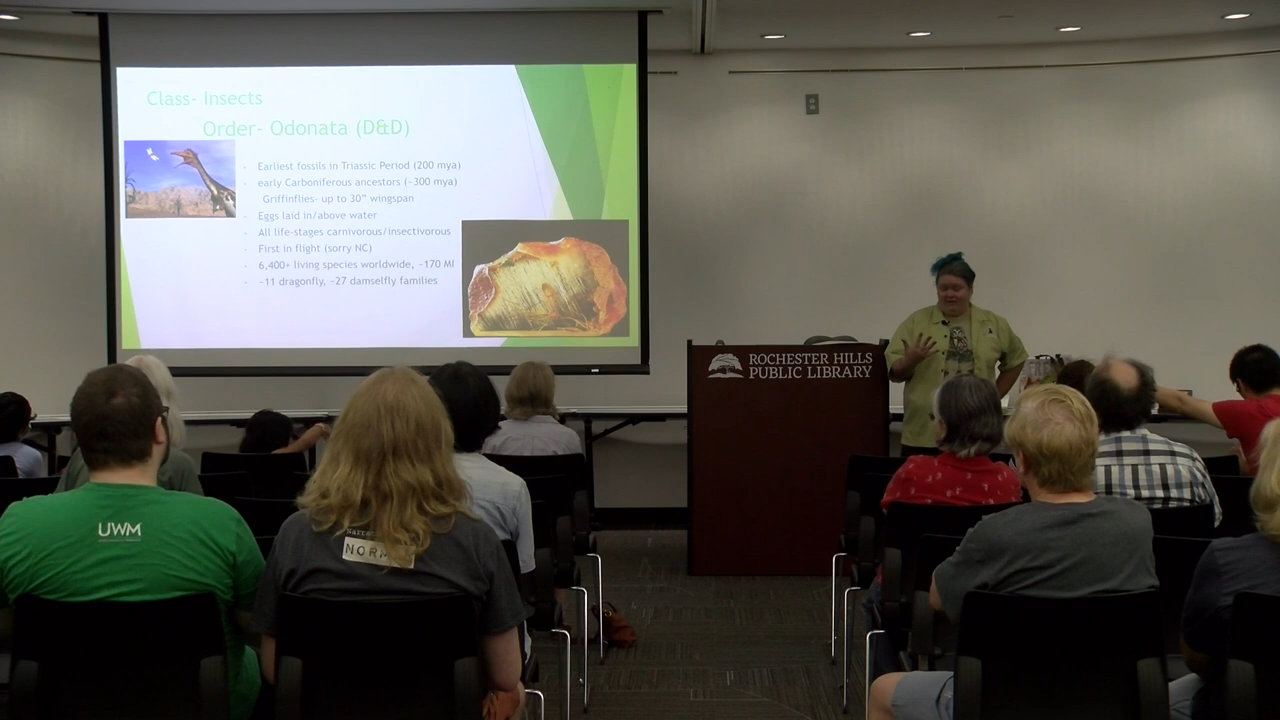 Class- Insects
Order- Odonata (D&D)
Earliest fossils in Triassic Period (200 mya)
early Carboniferous ancestors (~300 mya)
Griffinflies- up to 30” wingspan
Eggs laid in/above water
All life-stages carnivorous/insectivorous
First in flight (sorry NC)
6,400+ living species worldwide, ~170 MI
~11 dragonfly, ~27 damselfly families
ROCHESTER HILLS
PUBLIC LIBRARY
UWM
NORM